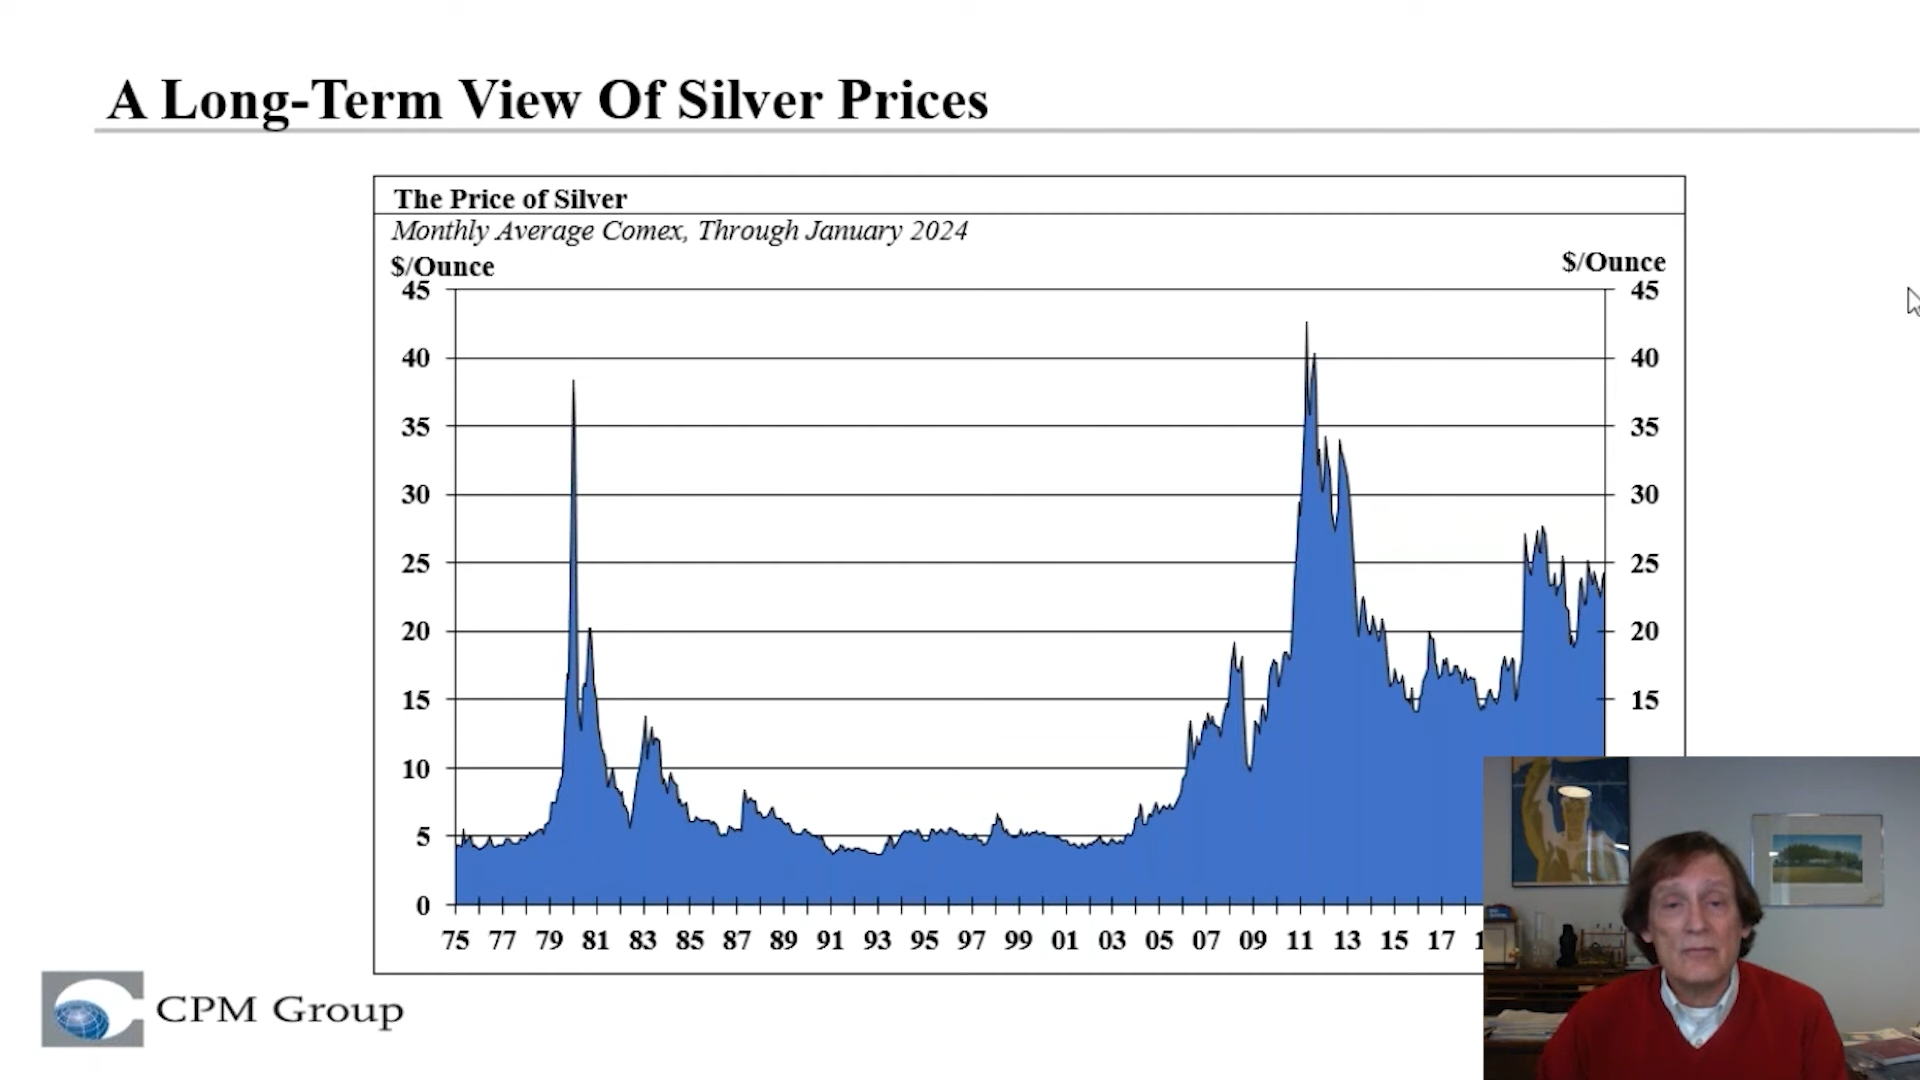 A Long-Term View Of Silver Prices
The Price of Silver
Monthly Average Comex, Through January 2024
$/Ounce $/Ounce
45 45
40 40
35 35
30 30
25 25
20 20
15 15
10
5
0
75 77 79 81 83 85 87 89 91 93 95 97 99 01 03 05 07 09 11 13 15 17
CPM Group